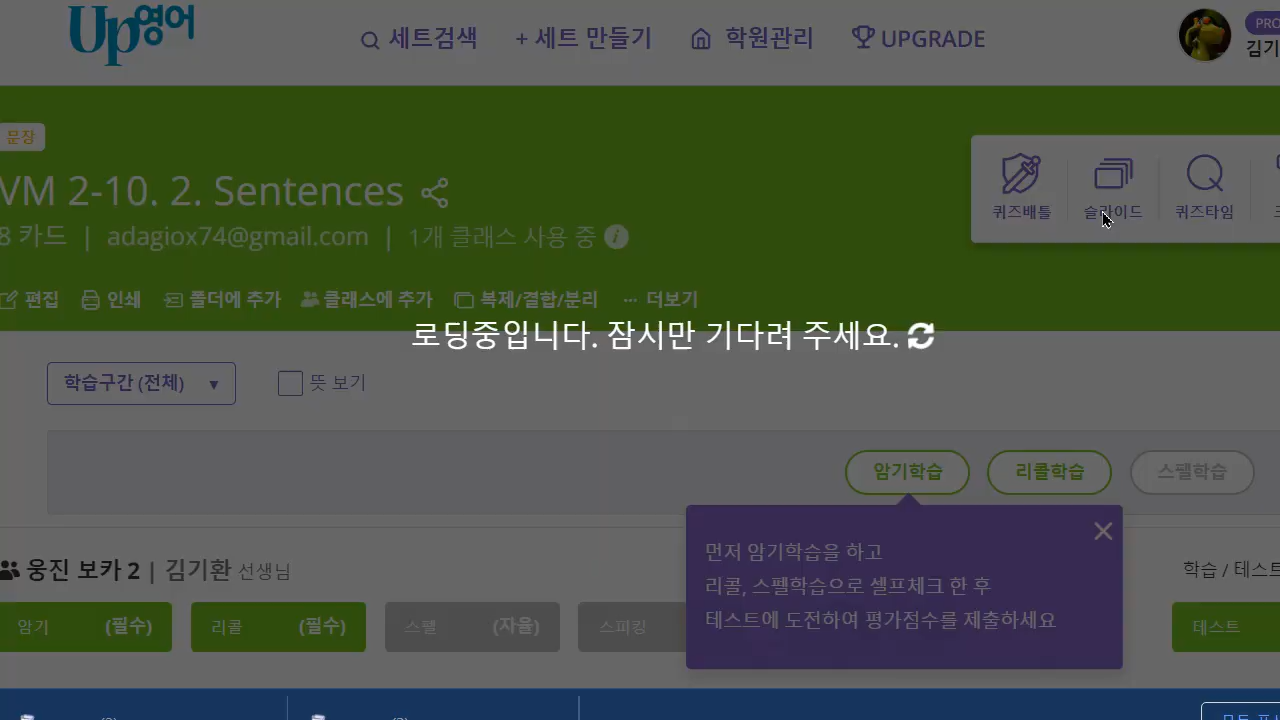 Up영어
세트검색
+ 세트 만들기
학원관리
UPGRADE
PRO
김기
문장
VM 2-10. 2. Sentences
8 카드 | adagiox74@gmail.com | 1개 클래스 사용 중
퀴즈배틀
슬라이드
퀴즈타임
편집
인쇄
폴더에 추가
클래스에 추가
복제/결합/분리
··· 더보기
로딩중입니다. 잠시만 기다려 주세요.
학습구간 (전체) ▼
뜻 보기
암기학습
리콜학습
스펠학습
먼저 암기학습을 하고
리콜, 스펠학습으로 셀프체크 한 후
테스트에 도전하여 평가점수를 제출하세요
웅진 보카 2 | 김기환 선생님
학습 / 테스트
암기 (필수)
리콜 (필수)
스펠 (자율)
스피킹
테스트